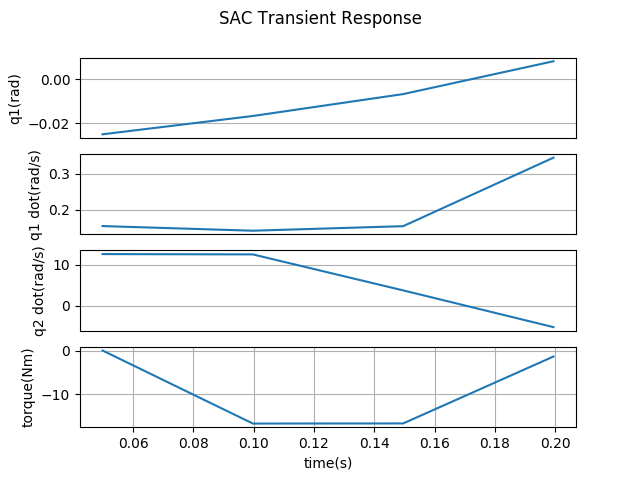 SAC Transient Response
q1(rad)
0.00
−0.02
q1 dot(rad/s)
0.3
0.2
q2 dot(rad/s)
10
0
torque(Nm)
0
−10
0.06 0.08 0.10 0.12 0.14 0.16 0.18 0.20
time(s)